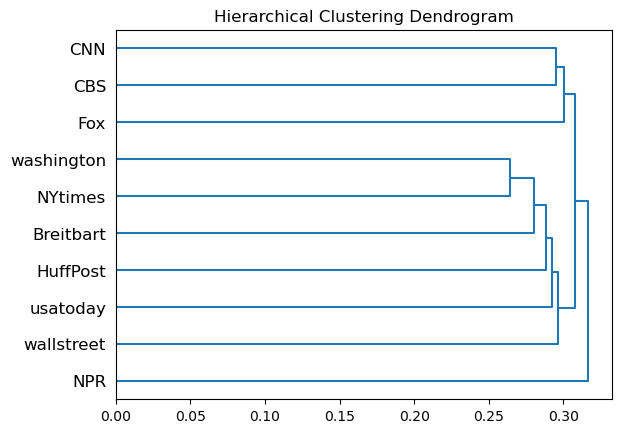 Hierarchical Clustering Dendrogram
CNN
CBS
Fox
washington
NYtimes
Breitbart
HuffPost
usatoday
wallstreet
NPR
0.00 0.05 0.10 0.15 0.20 0.25 0.30